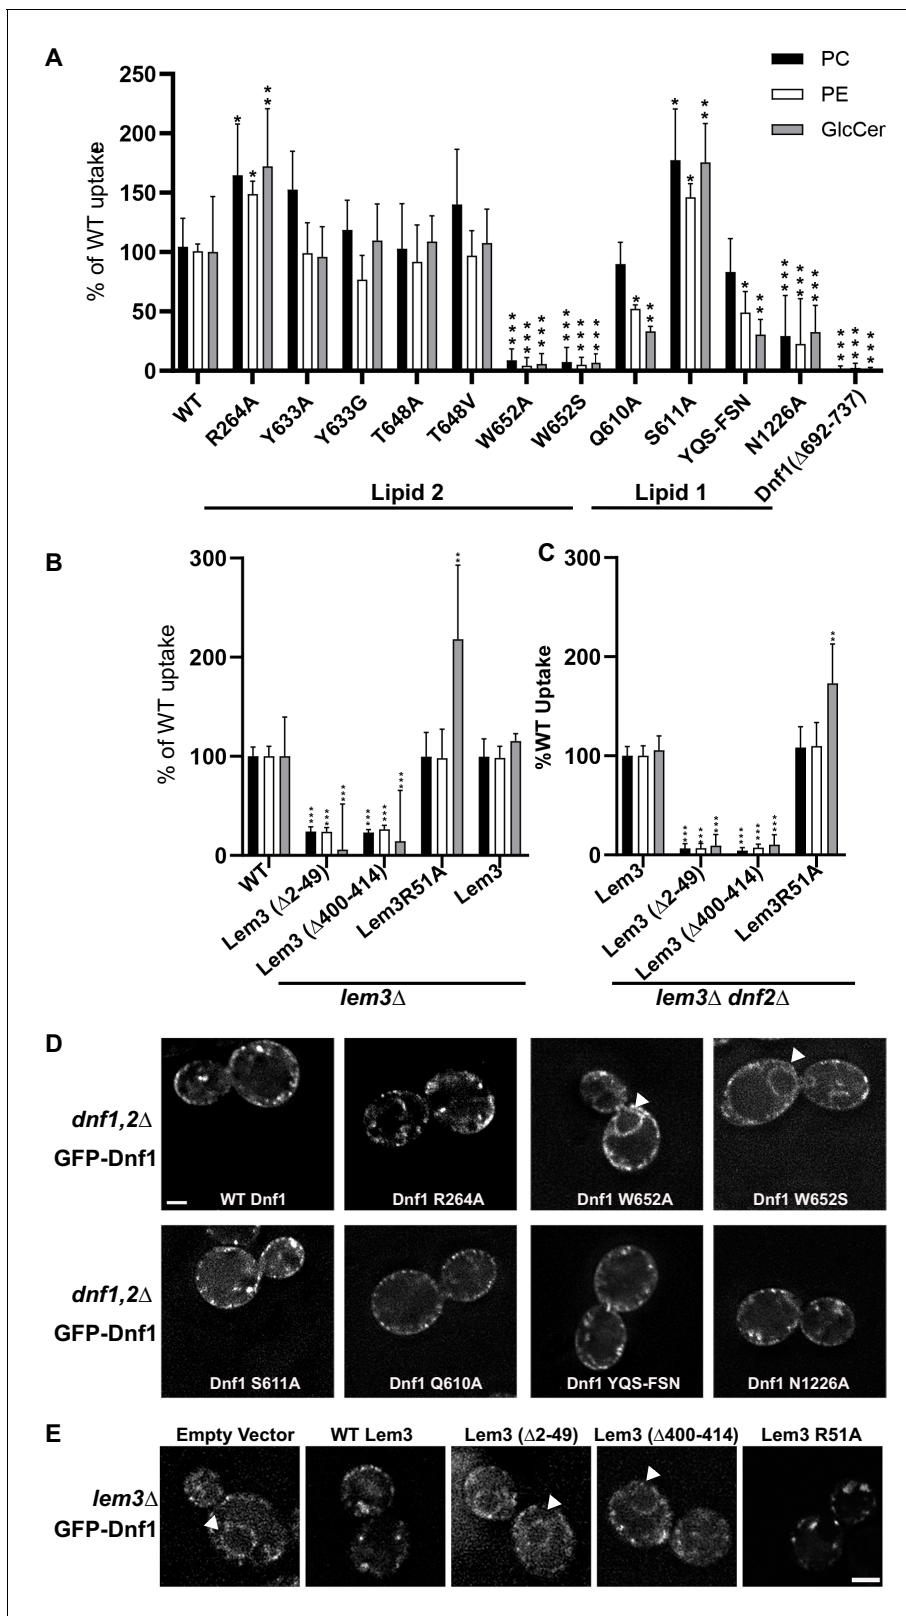 A
PC
PE
GlcCer
% of WT uptake
250
200
150
100
50
0
* ** * ** * * ** *** *** *** *** *** *** * ** * * ** * ** *** *** *** *** *** ***
WT R264A Y633A Y633G T648A T648V W652A W652S Q610A S611A YQS-FSN N1226A Dnf1(Δ692-737)
Lipid 2 Lipid 1
B
% of WT uptake
300
200
100
0
*** *** *** *** *** *** **
WT Lem3 (Δ2-49) Lem3 (Δ400-414) Lem3R51A Lem3
lem3Δ
C
%WT Uptake
300
200
100
0
*** *** *** *** *** *** **
Lem3 Lem3 (Δ2-49) Lem3 (Δ400-414) Lem3R51A
lem3Δ dnf2Δ
D
dnf1,2Δ
GFP-Dnf1
WT Dnf1 Dnf1 R264A Dnf1 W652A Dnf1 W652S
dnf1,2Δ
GFP-Dnf1
Dnf1 S611A Dnf1 Q610A Dnf1 YQS-FSN Dnf1 N1226A
E
Empty Vector WT Lem3 Lem3 (Δ2-49) Lem3 (Δ400-414) Lem3 R51A
lem3Δ
GFP-Dnf1